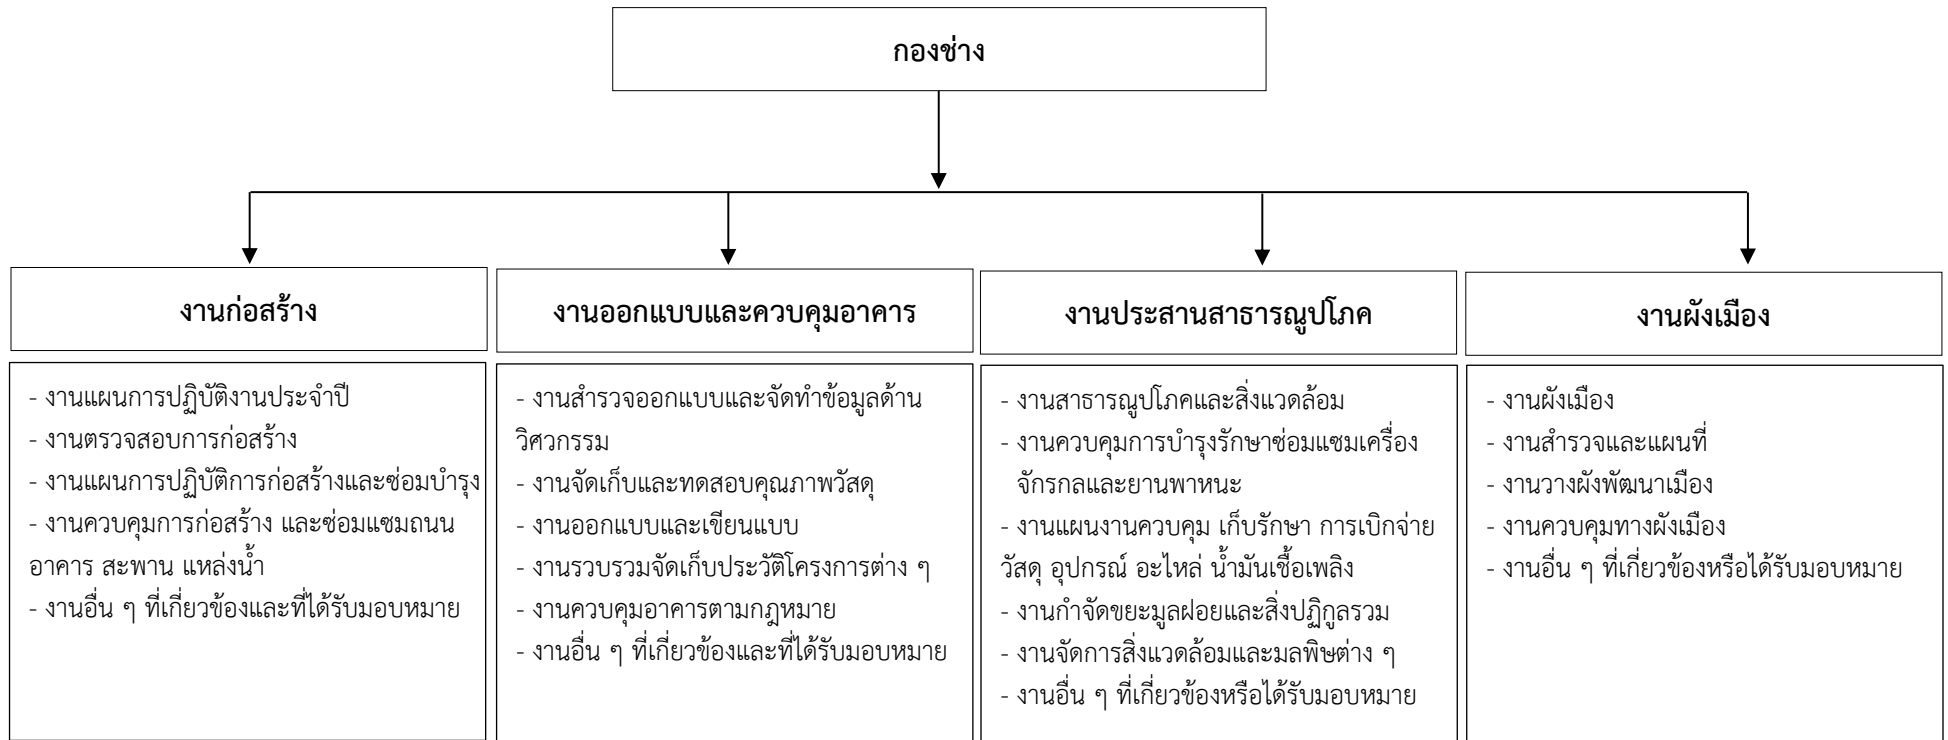 กองช่าง
งานก่อสร้าง
- งานแผนการปฏิบัติงานประจำปี
- งานตรวจสอบการก่อสร้าง
- งานแผนการปฏิบัติการก่อสร้างและซ่อมบำรุง
- งานควบคุมการก่อสร้าง และซ่อมแซมถนน
อาคาร สะพาน แหล่งน้ำ
- งานอื่น ๆ ที่เกี่ยวข้องและที่ได้รับมอบหมาย
งานออกแบบและควบคุมอาคาร
- งานสำรวจออกแบบและจัดทำข้อมูลด้าน
วิศวกรรม
- งานจัดเก็บและทดสอบคุณภาพวัสดุ
- งานออกแบบและเขียนแบบ
- งานรวบรวมจัดเก็บประวัติโครงการต่าง ๆ
- งานควบคุมอาคารตามกฎหมาย
- งานอื่น ๆ ที่เกี่ยวข้องและที่ได้รับมอบหมาย
งานประสานสาธารณูปโภค
- งานสาธารณูปโภคและสิ่งแวดล้อม
- งานควบคุมการบำรุงรักษาซ่อมแซมเครื่อง
จักรกลและยานพาหนะ
- งานแผนงานควบคุม เก็บรักษา การเบิกจ่าย
วัสดุ อุปกรณ์ อะไหล่ น้ำมันเชื้อเพลิง
- งานกำจัดขยะมูลฝอยและสิ่งปฏิกูลรวม
- งานจัดการสิ่งแวดล้อมและมลพิษต่าง ๆ
- งานอื่น ๆ ที่เกี่ยวข้องหรือได้รับมอบหมาย
งานผังเมือง
- งานผังเมือง
- งานสำรวจและแผนที่
- งานวางผังพัฒนาเมือง
- งานควบคุมทางผังเมือง
- งานอื่น ๆ ที่เกี่ยวข้องหรือได้รับมอบหมาย